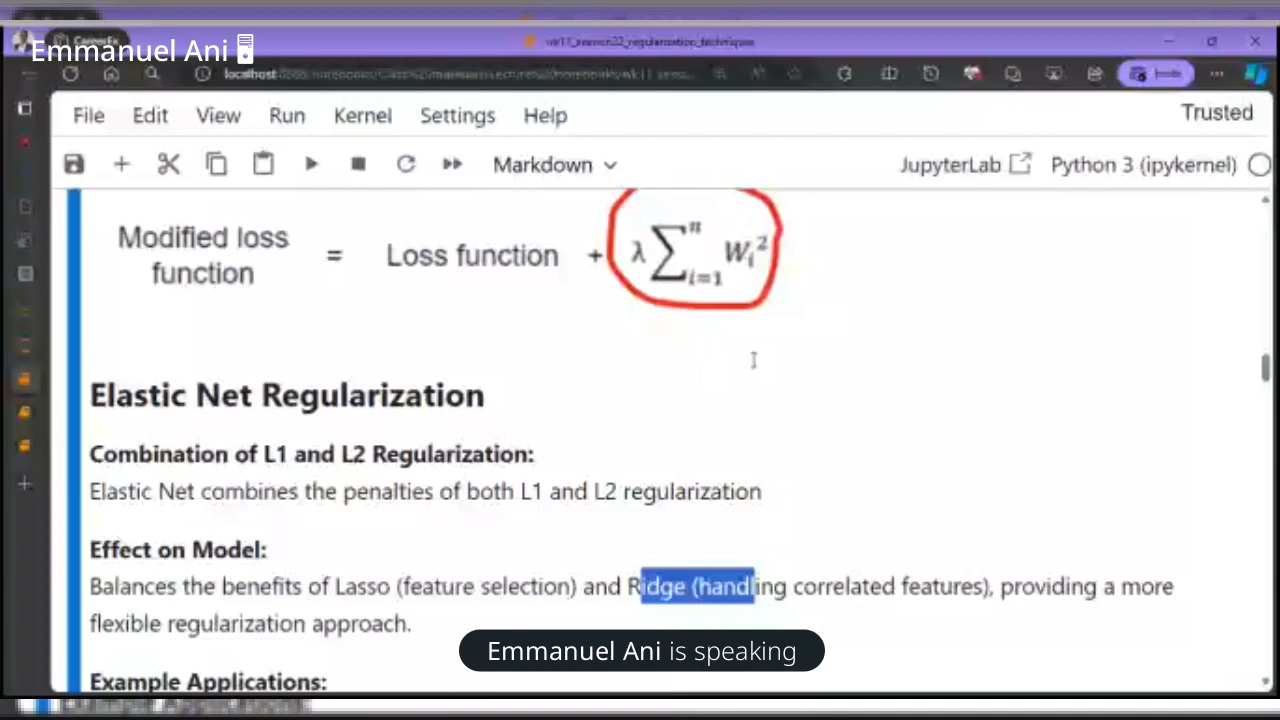 Emmanuel Ani
File Edit View Run Kernel Settings Help Trusted
Markdown JupyterLab Python 3 (ipykernel)
Modified loss function = Loss function + λ∑ⁿᵢ₌₁ Wᵢ²
Elastic Net Regularization
Combination of L1 and L2 Regularization:
Elastic Net combines the penalties of both L1 and L2 regularization
Effect on Model:
Balances the benefits of Lasso (feature selection) and Ridge (handling correlated features), providing a more
flexible regularization approach.
Emmanuel Ani is speaking
Example Applications: